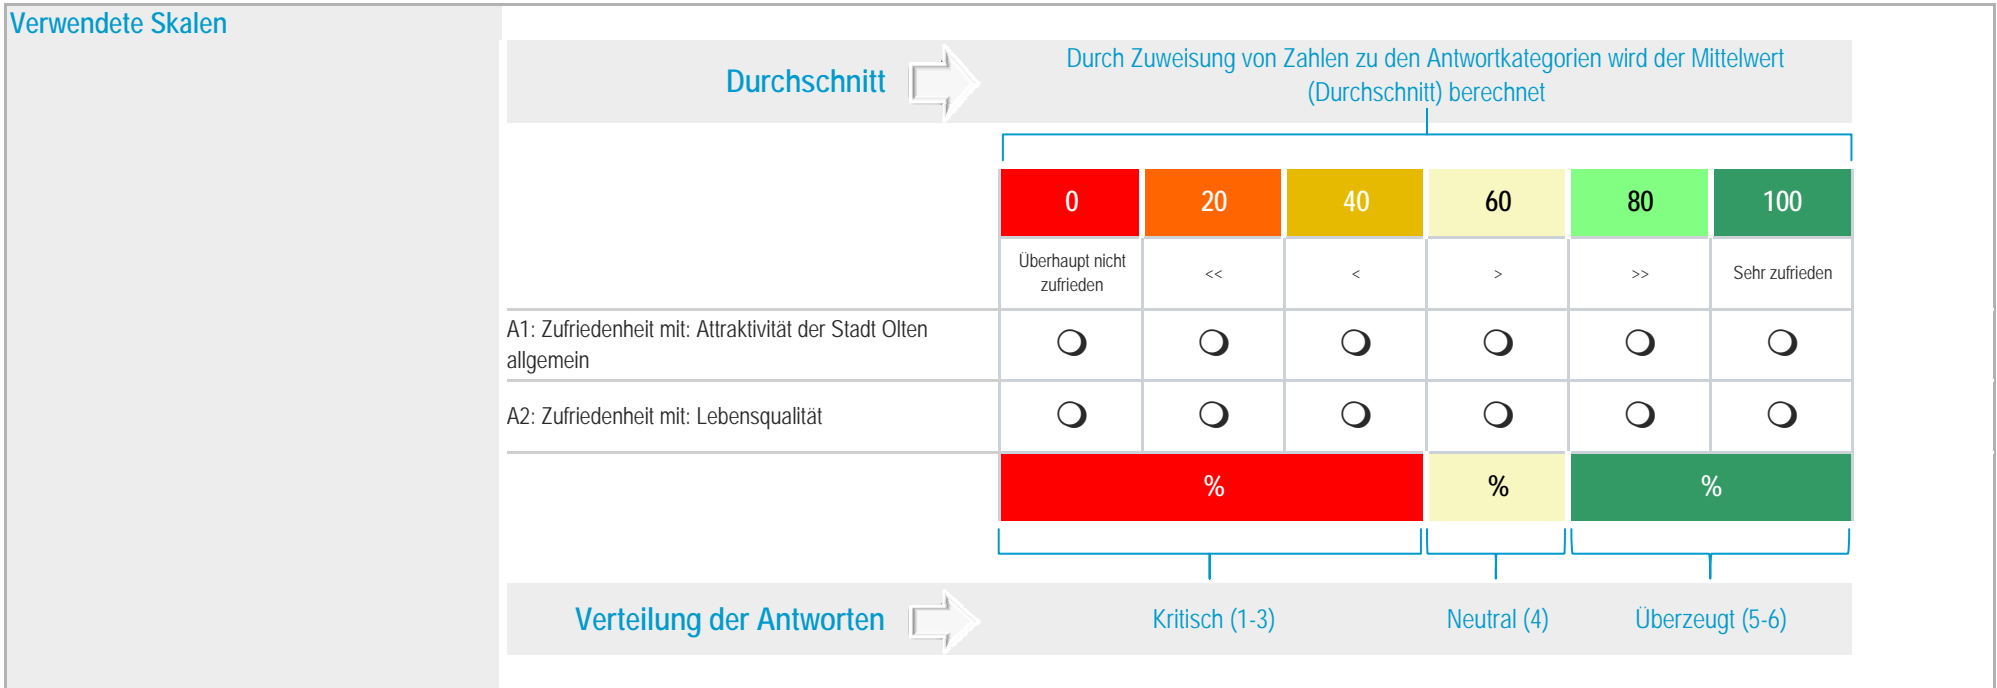 Verwendete Skalen
Durchschnitt
Durch Zuweisung von Zahlen zu den Antwortkategorien wird der Mittelwert
(Durchschnitt) berechnet
0 20 40 60 80 100
Überhaupt nicht
zufrieden
<< < > >> Sehr zufrieden
A1: Zufriedenheit mit: Attraktivität der Stadt Olten
allgemein
A2: Zufriedenheit mit: Lebensqualität
% % %
Verteilung der Antworten
Kritisch (1-3) Neutral (4) Überzeugt (5-6)